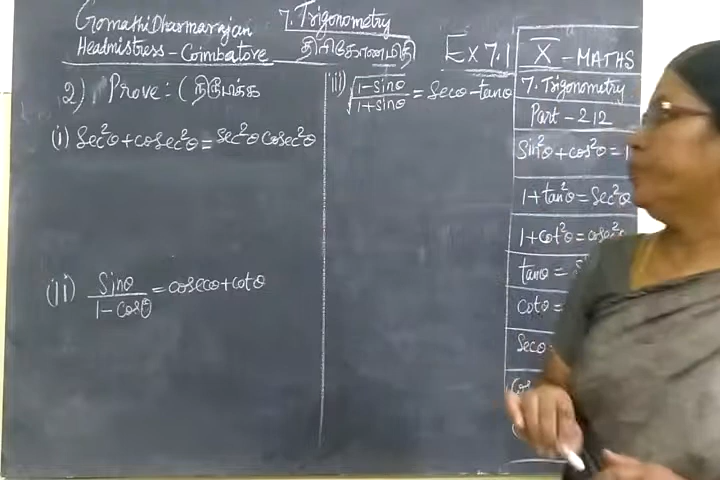 Gomathi Dharmarajan
Headmistress - Coimbatore
7. Trigonometry
திரிகோணமிதி
Ex 7.1
2) Prove : (நிரூபிக்க
(i) Sec²θ + cosec²θ = Sec²θ Cosec²θ
(ii) Sinθ / 1 - Cosθ = cosecθ + cotθ
iii) √(1 - sinθ / 1 + sinθ) = Secθ - tanθ
X - MATHS
7. Trigonometry
Part - 212
Sin²θ + cos²θ = 1
1 + tan²θ = Sec²θ
1 + cot²θ = cosec²θ
tanθ =
cotθ =
Secθ